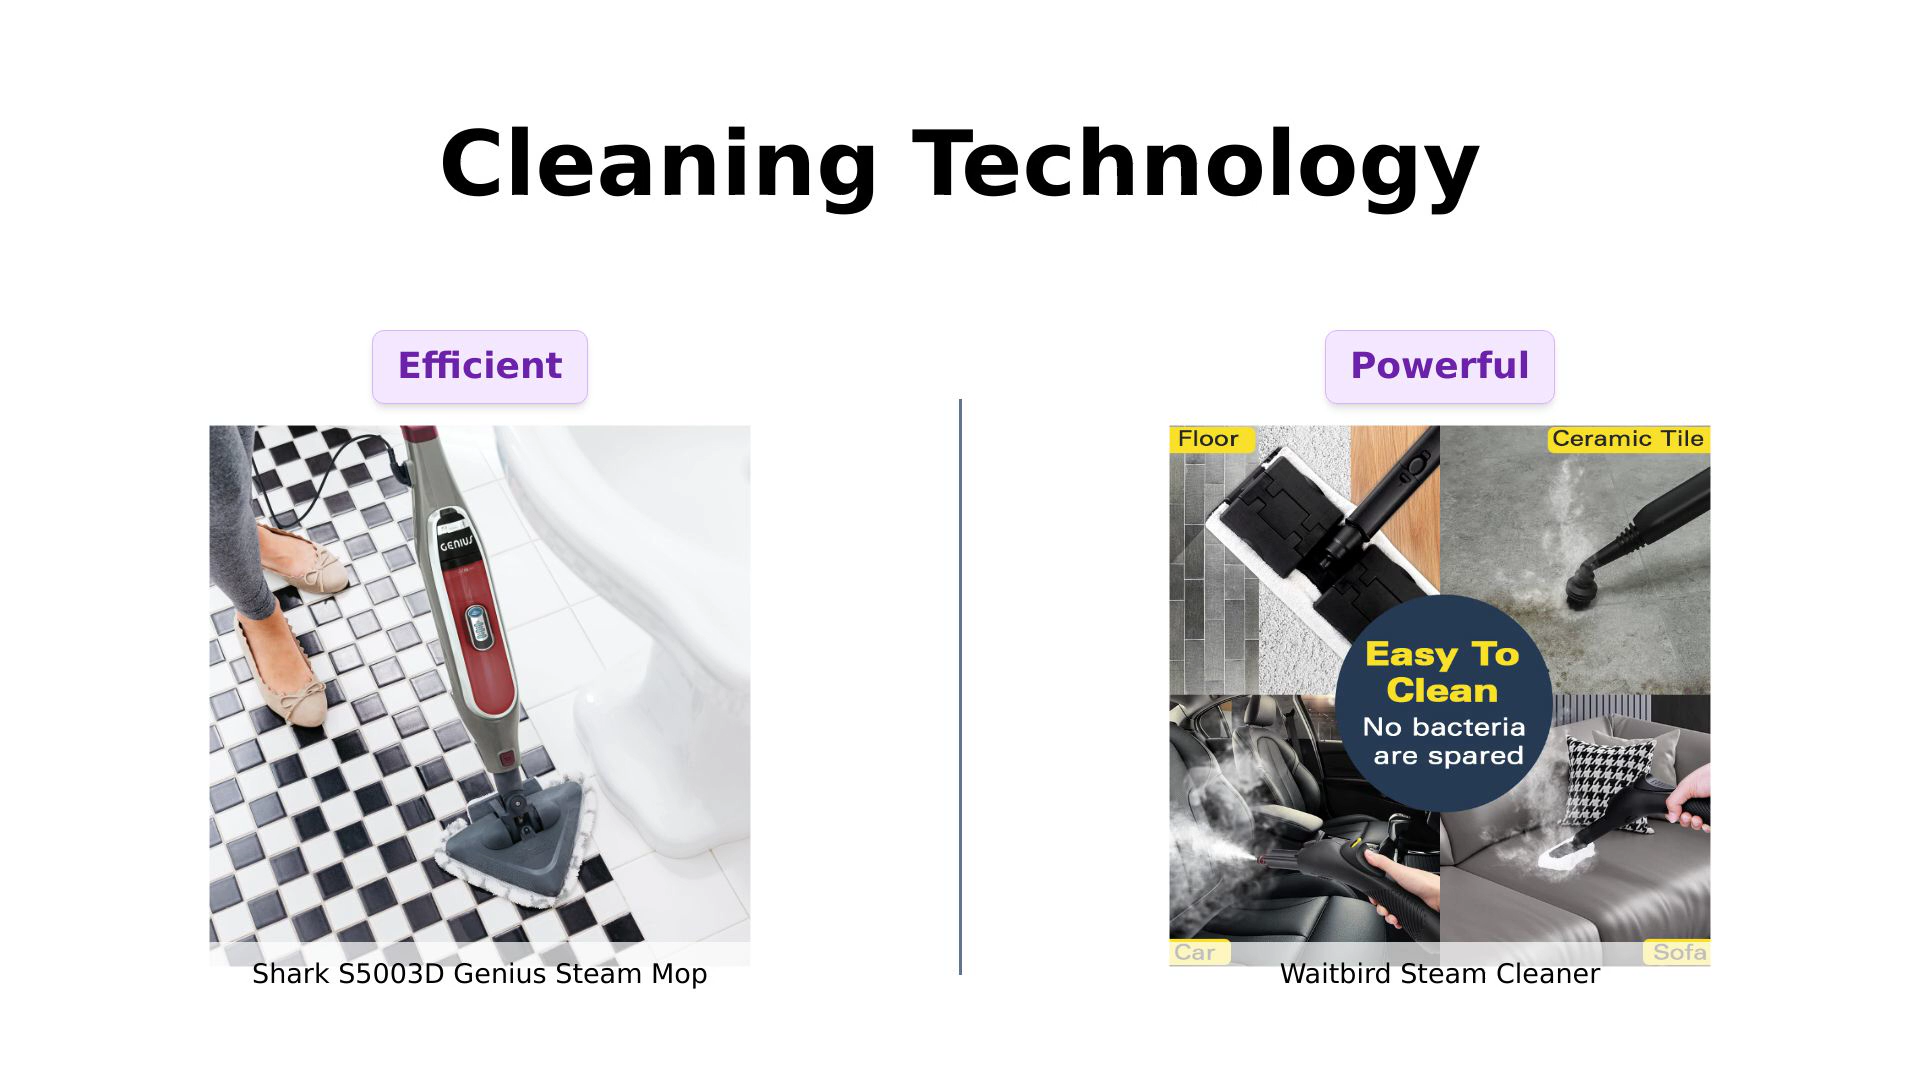 Cleaning Technology
Efficient
GENIUS
Shark S5003D Genius Steam Mop
Powerful
Floor
Ceramic Tile
Easy To
Clean
No bacteria
are spared
Car
Sofa
Waitbird Steam Cleaner